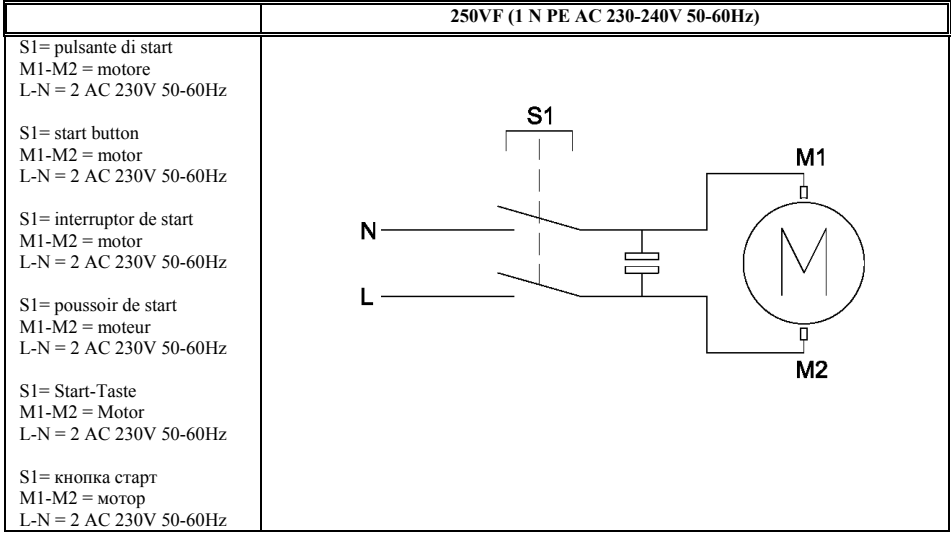 250VF (1 N PE AC 230-240V 50-60Hz)
S1= pulsante di start
M1-M2 = motore
L-N = 2 AC 230V 50-60Hz
S1= start button
M1-M2 = motor
L-N = 2 AC 230V 50-60Hz
S1= interruptor de start
M1-M2 = motor
L-N = 2 AC 230V 50-60Hz
S1= poussoir de start
M1-M2 = moteur
L-N = 2 AC 230V 50-60Hz
S1= Start-Taste
M1-M2 = Motor
L-N = 2 AC 230V 50-60Hz
S1= кнопка старт
M1-M2 = мотор
L-N = 2 AC 230V 50-60Hz
S1
M1
N
M
L
M2